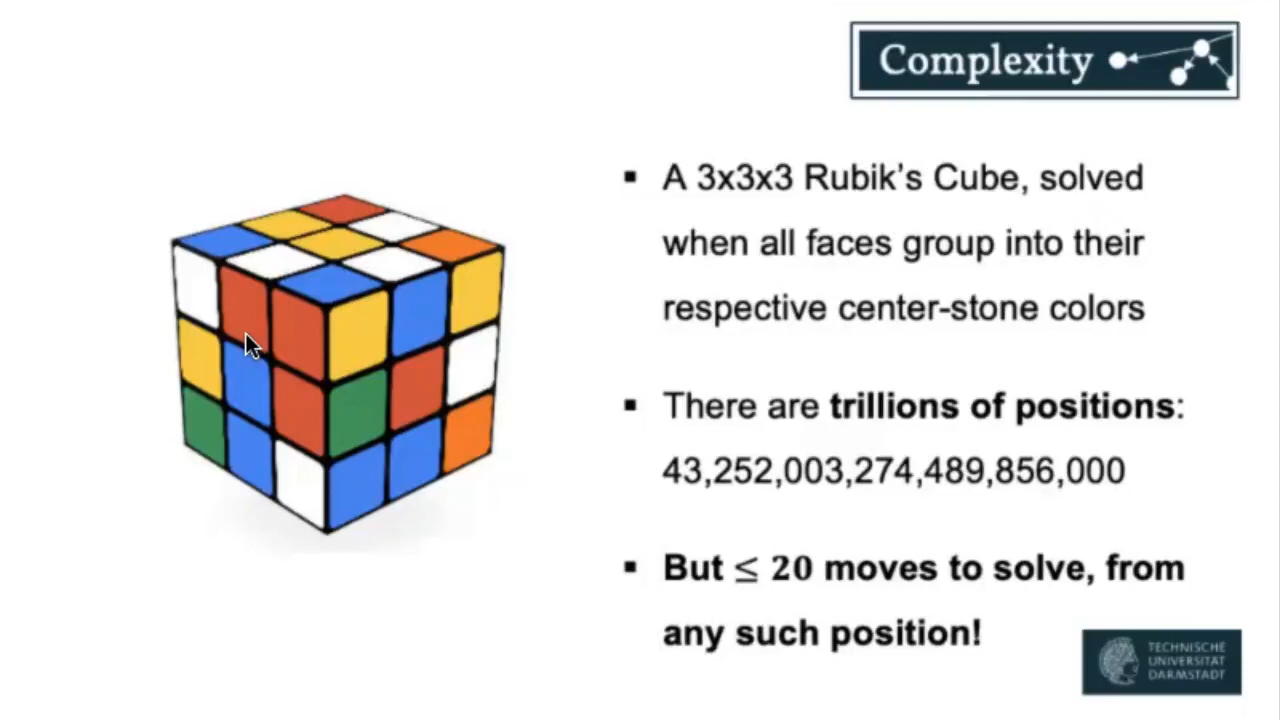 Complexity
▪ A 3x3x3 Rubik’s Cube, solved
when all faces group into their
respective center-stone colors
▪ There are trillions of positions:
43,252,003,274,489,856,000
▪ But ≤ 20 moves to solve, from
any such position!
TECHNISCHE
UNIVERSITÄT
DARMSTADT